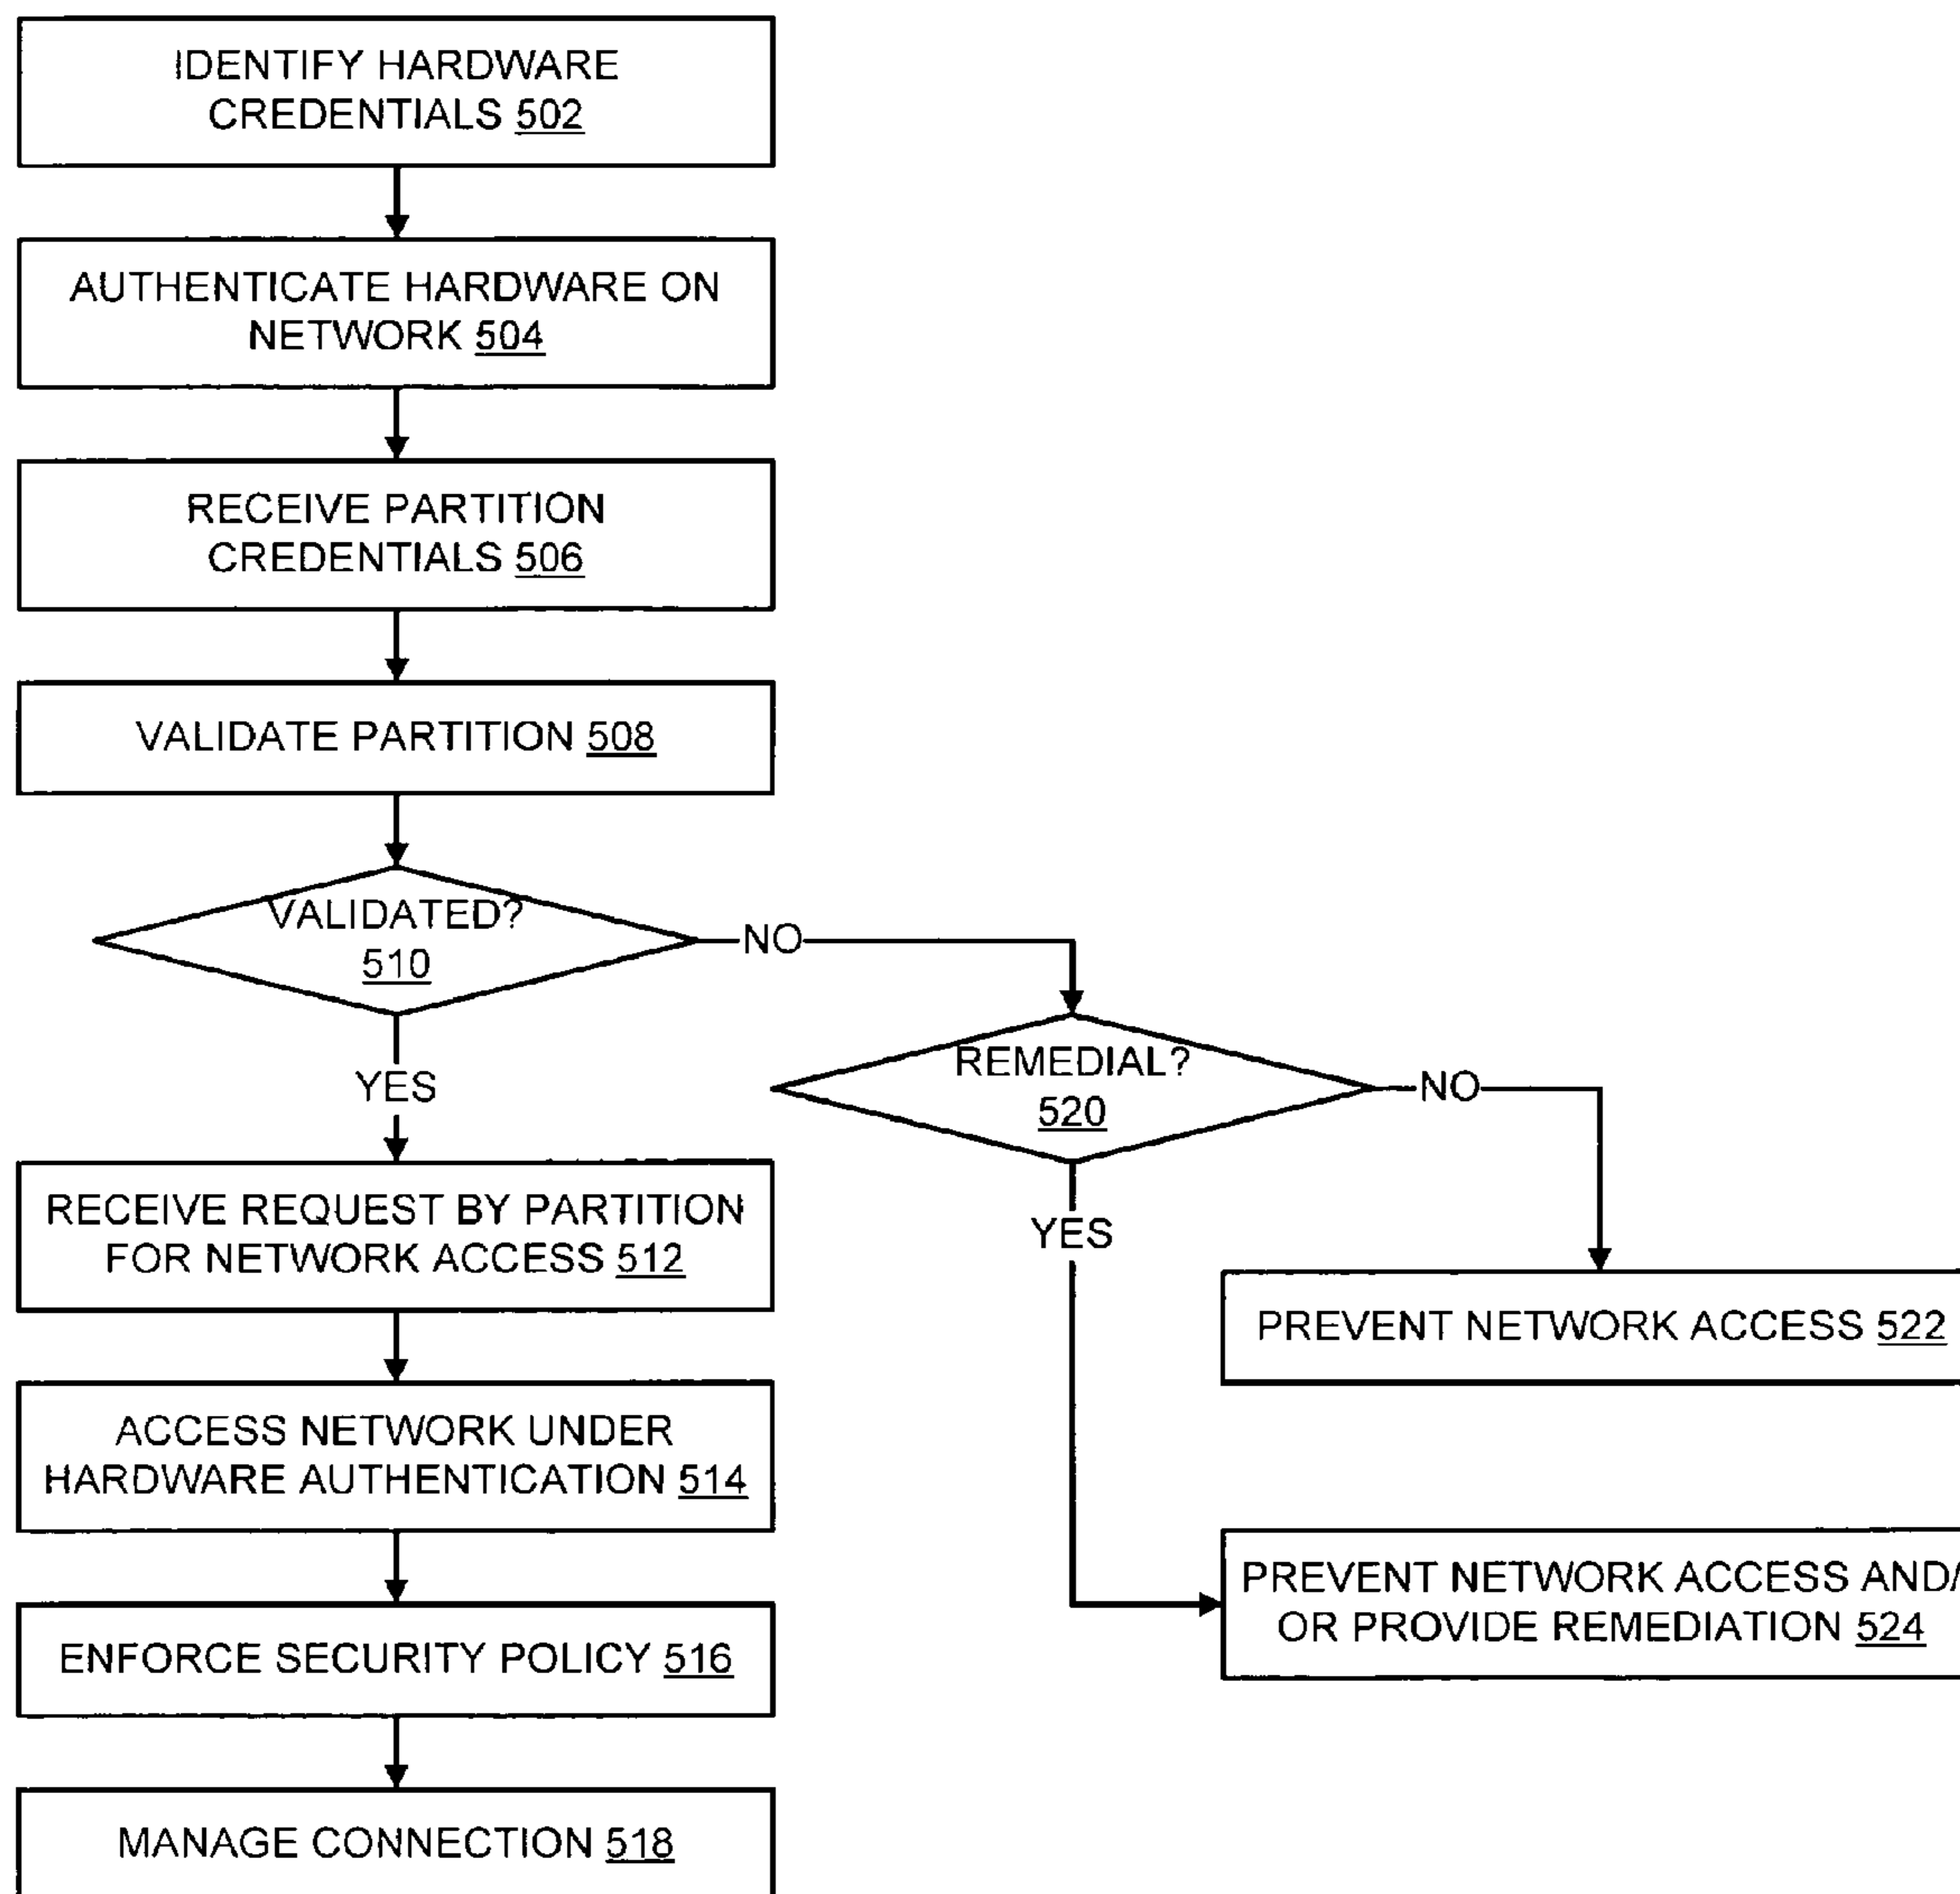 IDENTIFY HARDWARE
CREDENTIALS 502
AUTHENTICATE HARDWARE ON
NETWORK 504
RECEIVE PARTITION
CREDENTIALS 506
VALIDATE PARTITION 508
VALIDATED?
510
NO
YES
REMEDIAL?
520
NO
YES
RECEIVE REQUEST BY PARTITION
FOR NETWORK ACCESS 512
PREVENT NETWORK ACCESS 522
ACCESS NETWORK UNDER
HARDWARE AUTHENTICATION 514
PREVENT NETWORK ACCESS AND/
OR PROVIDE REMEDIATION 524
ENFORCE SECURITY POLICY 516
MANAGE CONNECTION 518